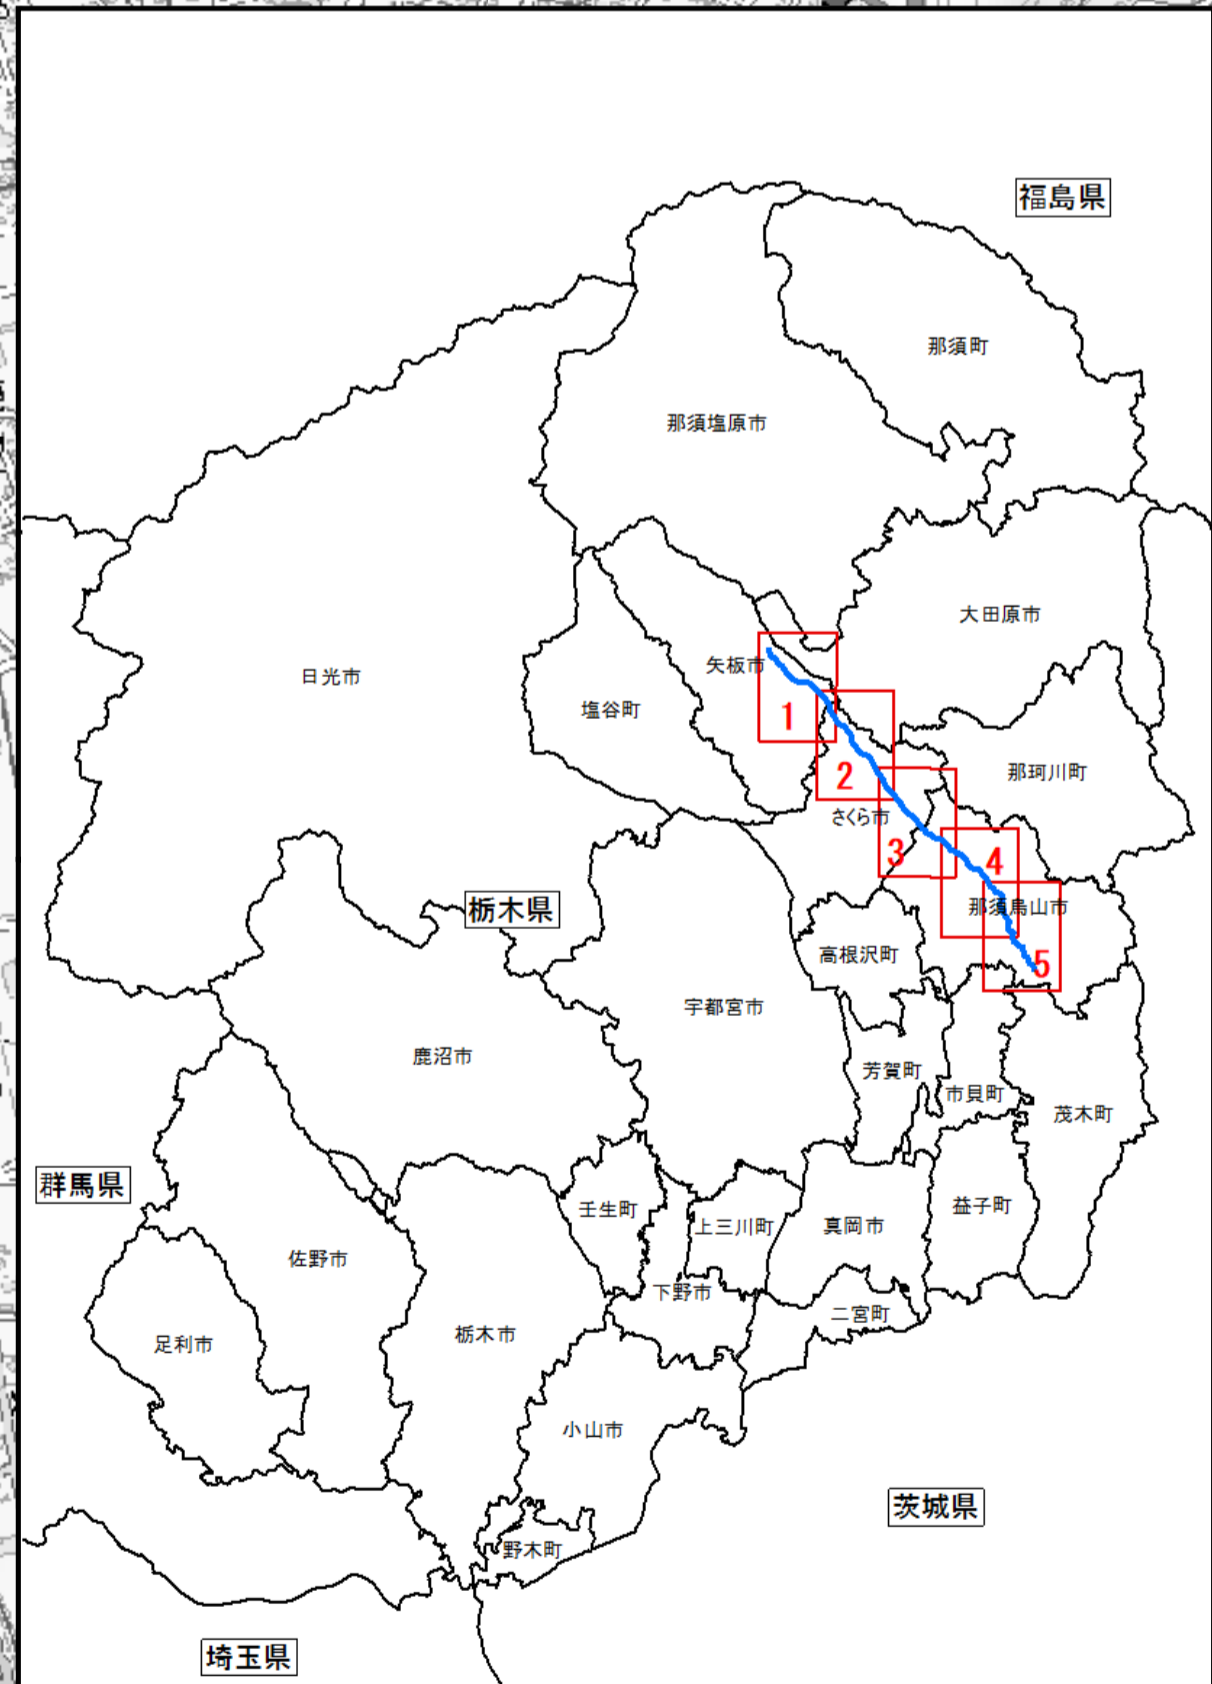 福島県
那須町
那須塩原市
大田原市
矢板市
日光市
塩谷町
1
那珂川町
2
さくら市
3
4
栃木県
那須烏山市
高根沢町
5
宇都宮市
鹿沼市
芳賀町
市貝町
茂木町
群馬県
壬生町
益子町
上三川町
真岡市
佐野市
下野市
二宮町
栃木市
足利市
小山市
茨城県
野木町
埼玉県